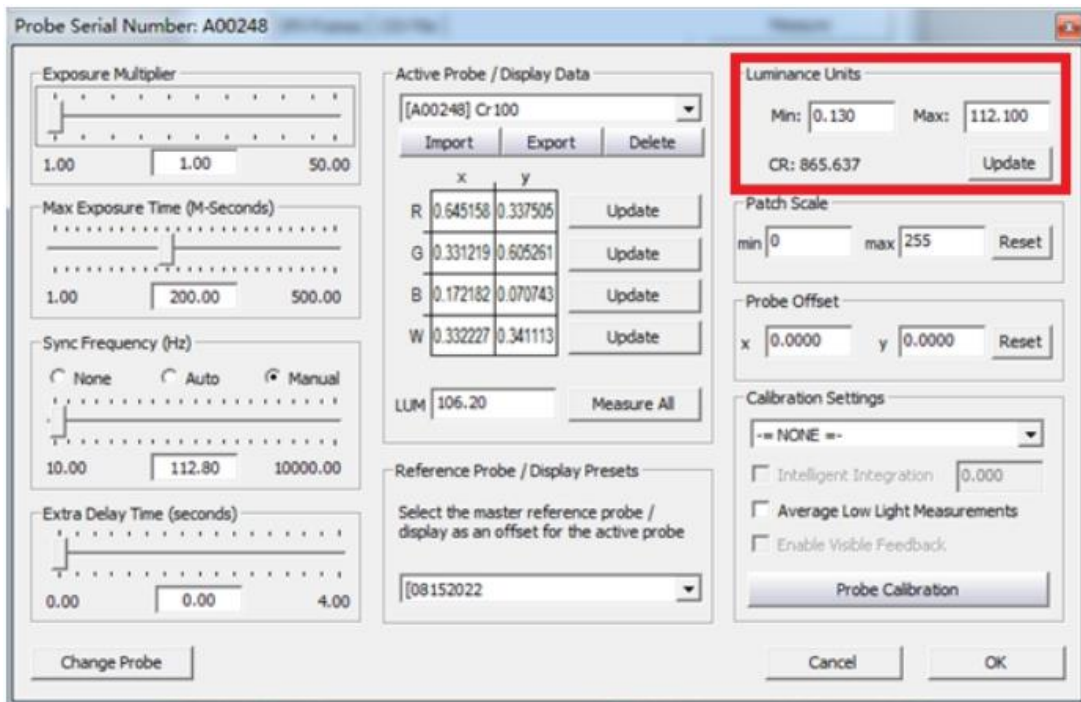 Probe Serial Number: A00248
Measure
Exposure Multiplier
1.00 1.00 50.00
Max Exposure Time (M-Seconds)
1.00 200.00 500.00
Sync Frequency (Hz)
None Auto Manual
10.00 112.80 10000.00
Extra Delay Time (seconds)
0.00 0.00 4.00
Change Probe
Active Probe / Display Data
[A00248] Cr100
Import Export Delete
x y
R 0.645158 0.337505 Update
G 0.331219 0.605261 Update
B 0.172182 0.070743 Update
W 0.332227 0.341113 Update
LUM 106.20 Measure All
Reference Probe / Display Presets
Select the master reference probe /
display as an offset for the active probe
[08152022
Luminance Units
Min: 0.130 Max: 112.100
CR: 865.637 Update
Patch Scale
min 0 max 255 Reset
Probe Offset
x 0.0000 y 0.0000 Reset
Calibration Settings
-= NONE =-
Intelligent Integration 0.000
Average Low Light Measurements
Enable Visible Feedback
Probe Calibration
Cancel OK